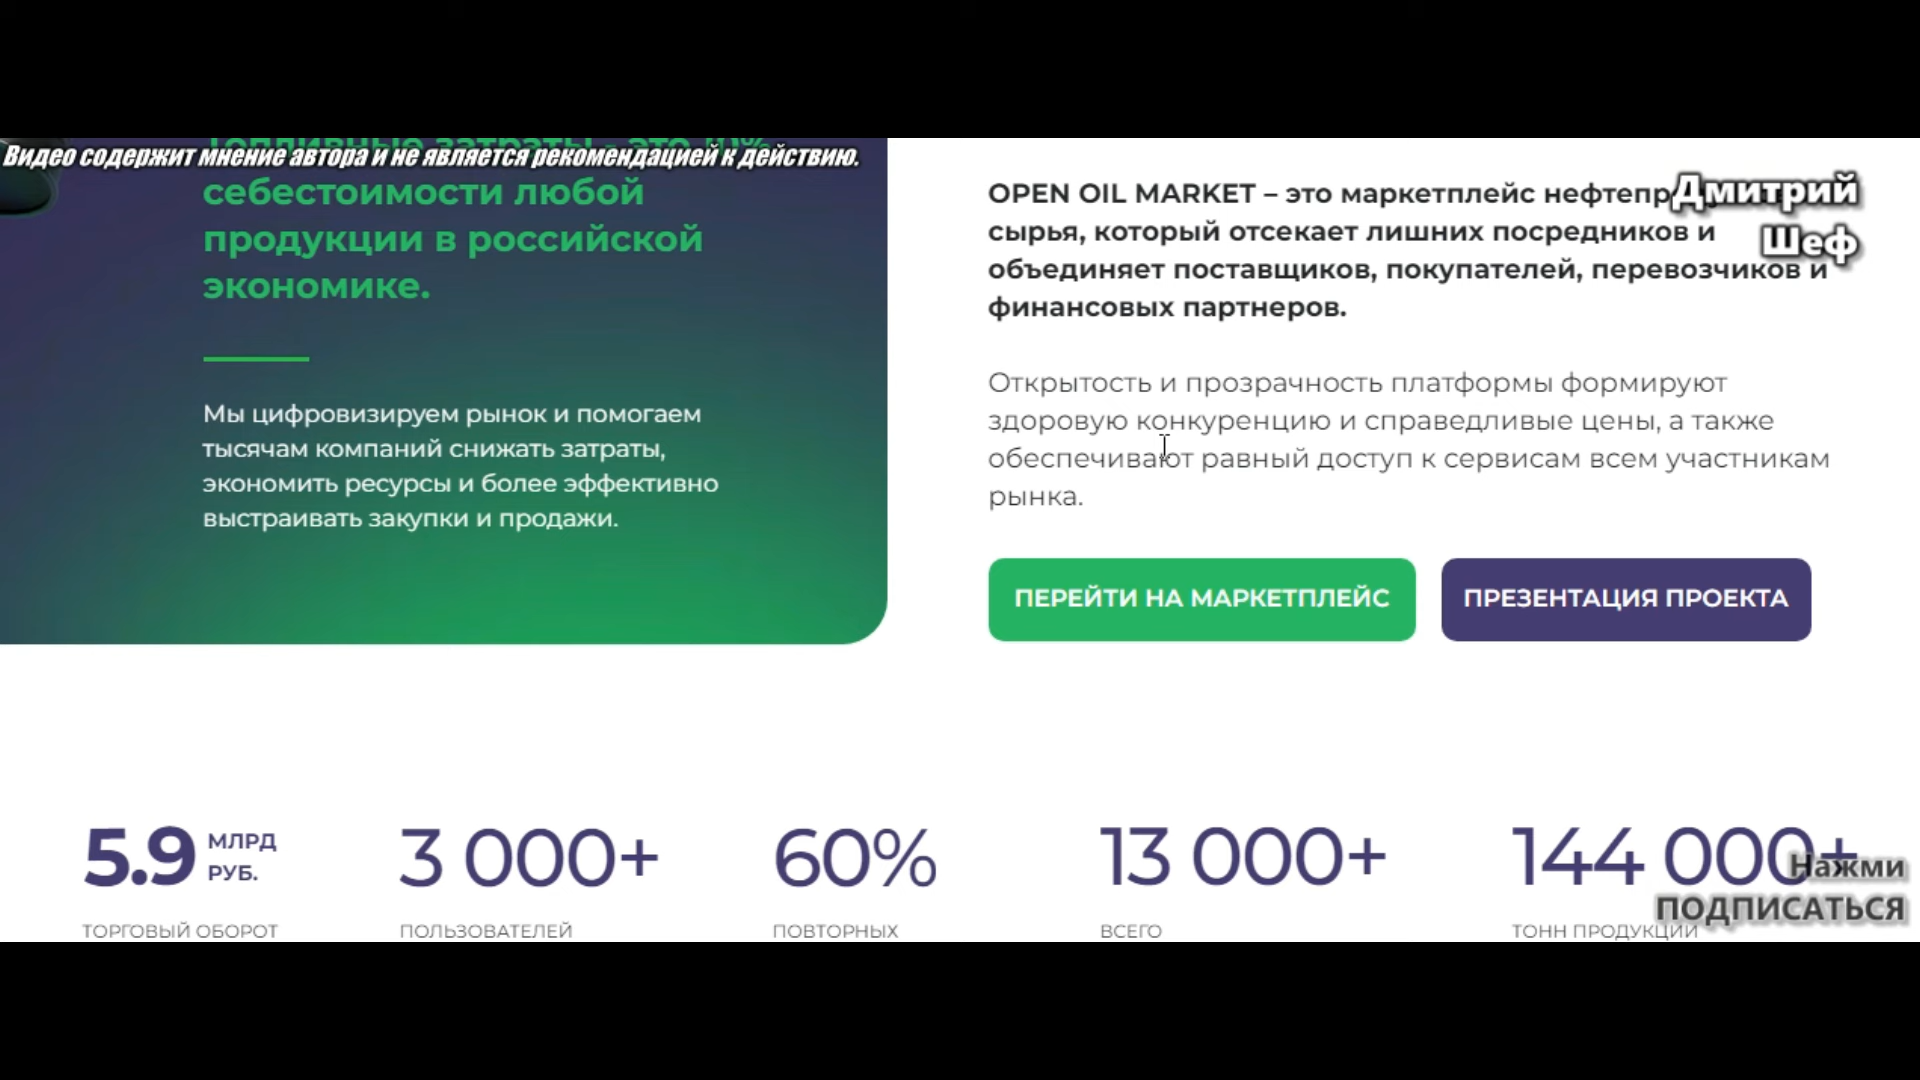 Видео содержит мнение автора и не является рекомендацией к действию.
себестоимости любой
продукции в российской
экономике.
Мы цифровизируем рынок и помогаем
тысячам компаний снижать затраты,
экономить ресурсы и более эффективно
выстраивать закупки и продажи.
Дмитрий
Шеф
OPEN OIL MARKET – это маркетплейс
сырья, который отсекает лишних посредников и
объединяет поставщиков, покупателей, перевозчиков и
финансовых партнеров.
Открытость и прозрачность платформы формируют
здоровую конкуренцию и справедливые цены, а также
обеспечивают равный доступ к сервисам всем участникам
рынка.
ПЕРЕЙТИ НА МАРКЕТПЛЕЙС
ПРЕЗЕНТАЦИЯ ПРОЕКТА
5.9 МЛРД
РУБ.
ТОРГОВЫЙ ОБОРОТ
3 000+
ПОЛЬЗОВАТЕЛЕЙ
60%
ПОВТОРНЫХ
13 000+
ВСЕГО
144 000+
ТОНН ПРОДУКЦИИ
Нажми
ПОДПИСАТЬСЯ